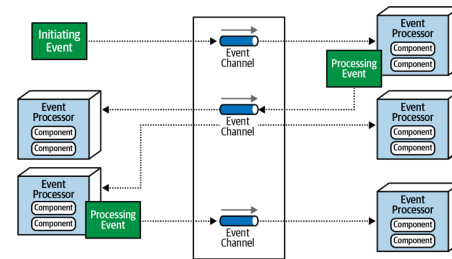 Initiating
Event
Event
Channel
Event
Processor
Component
Component
Processing
Event
Event
Processor
Component
Component
Event
Channel
Event
Processor
Component
Component
Event
Processor
Component
Component
Processing
Event
Event
Channel
Event
Processor
Component
Component